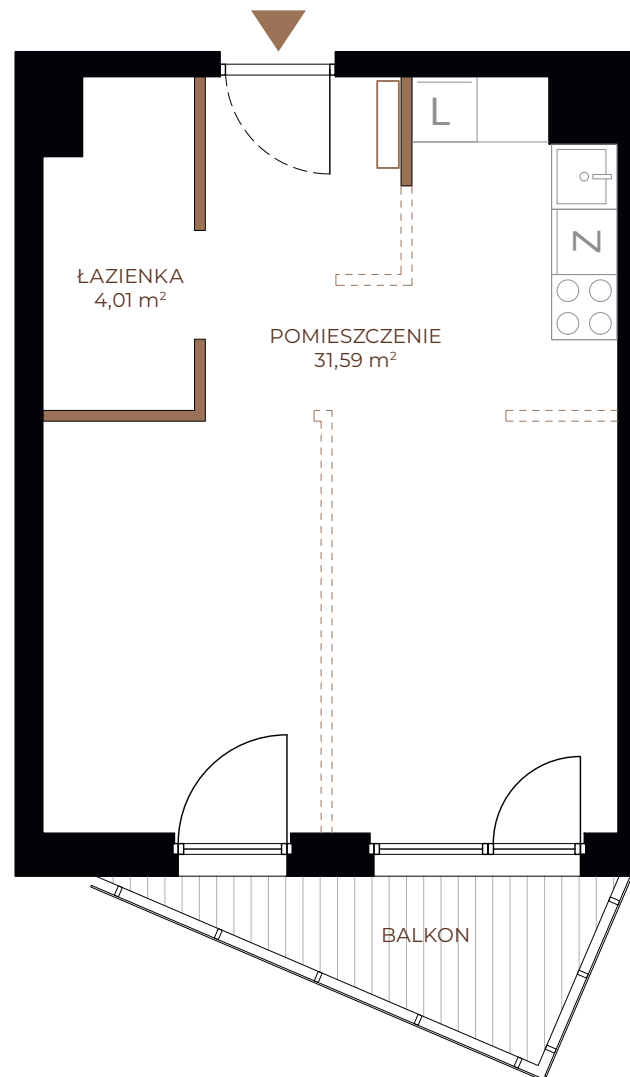 L
Z
ŁAZIENKA
4,01 m²
POMIESZCZENIE
31,59 m²
BALKON